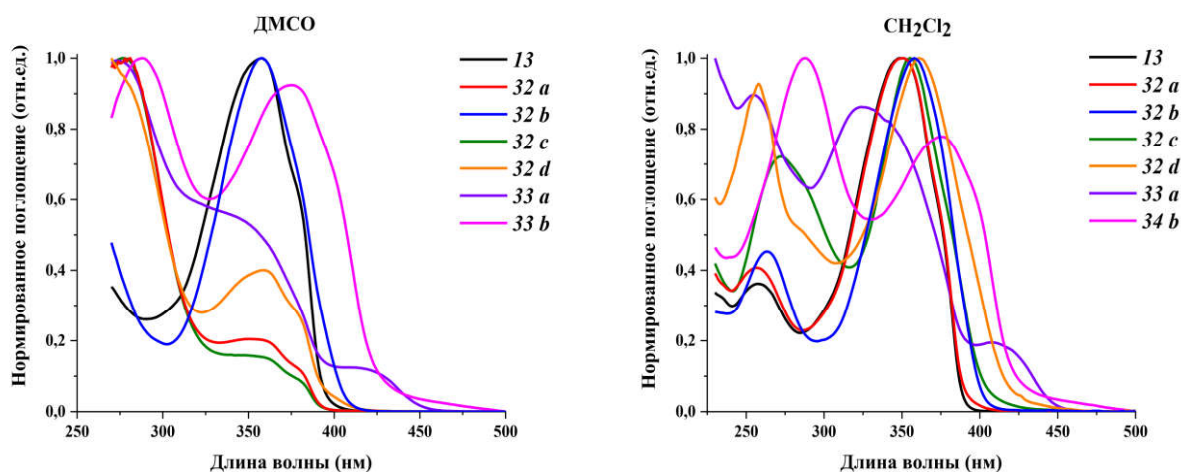 ДМСО
Нормированное поглощение (отн.ед.)
1,0
0,8
0,6
0,4
0,2
0,0
250
300
350
400
450
500
Длина волны (нм)
13
32 a
32 b
32 c
32 d
33 a
33 b
CH₂Cl₂
Нормированное поглощение (отн.ед.)
1,0
0,8
0,6
0,4
0,2
0,0
250
300
350
400
450
500
Длина волны (нм)
13
32 a
32 b
32 c
32 d
33 a
34 b